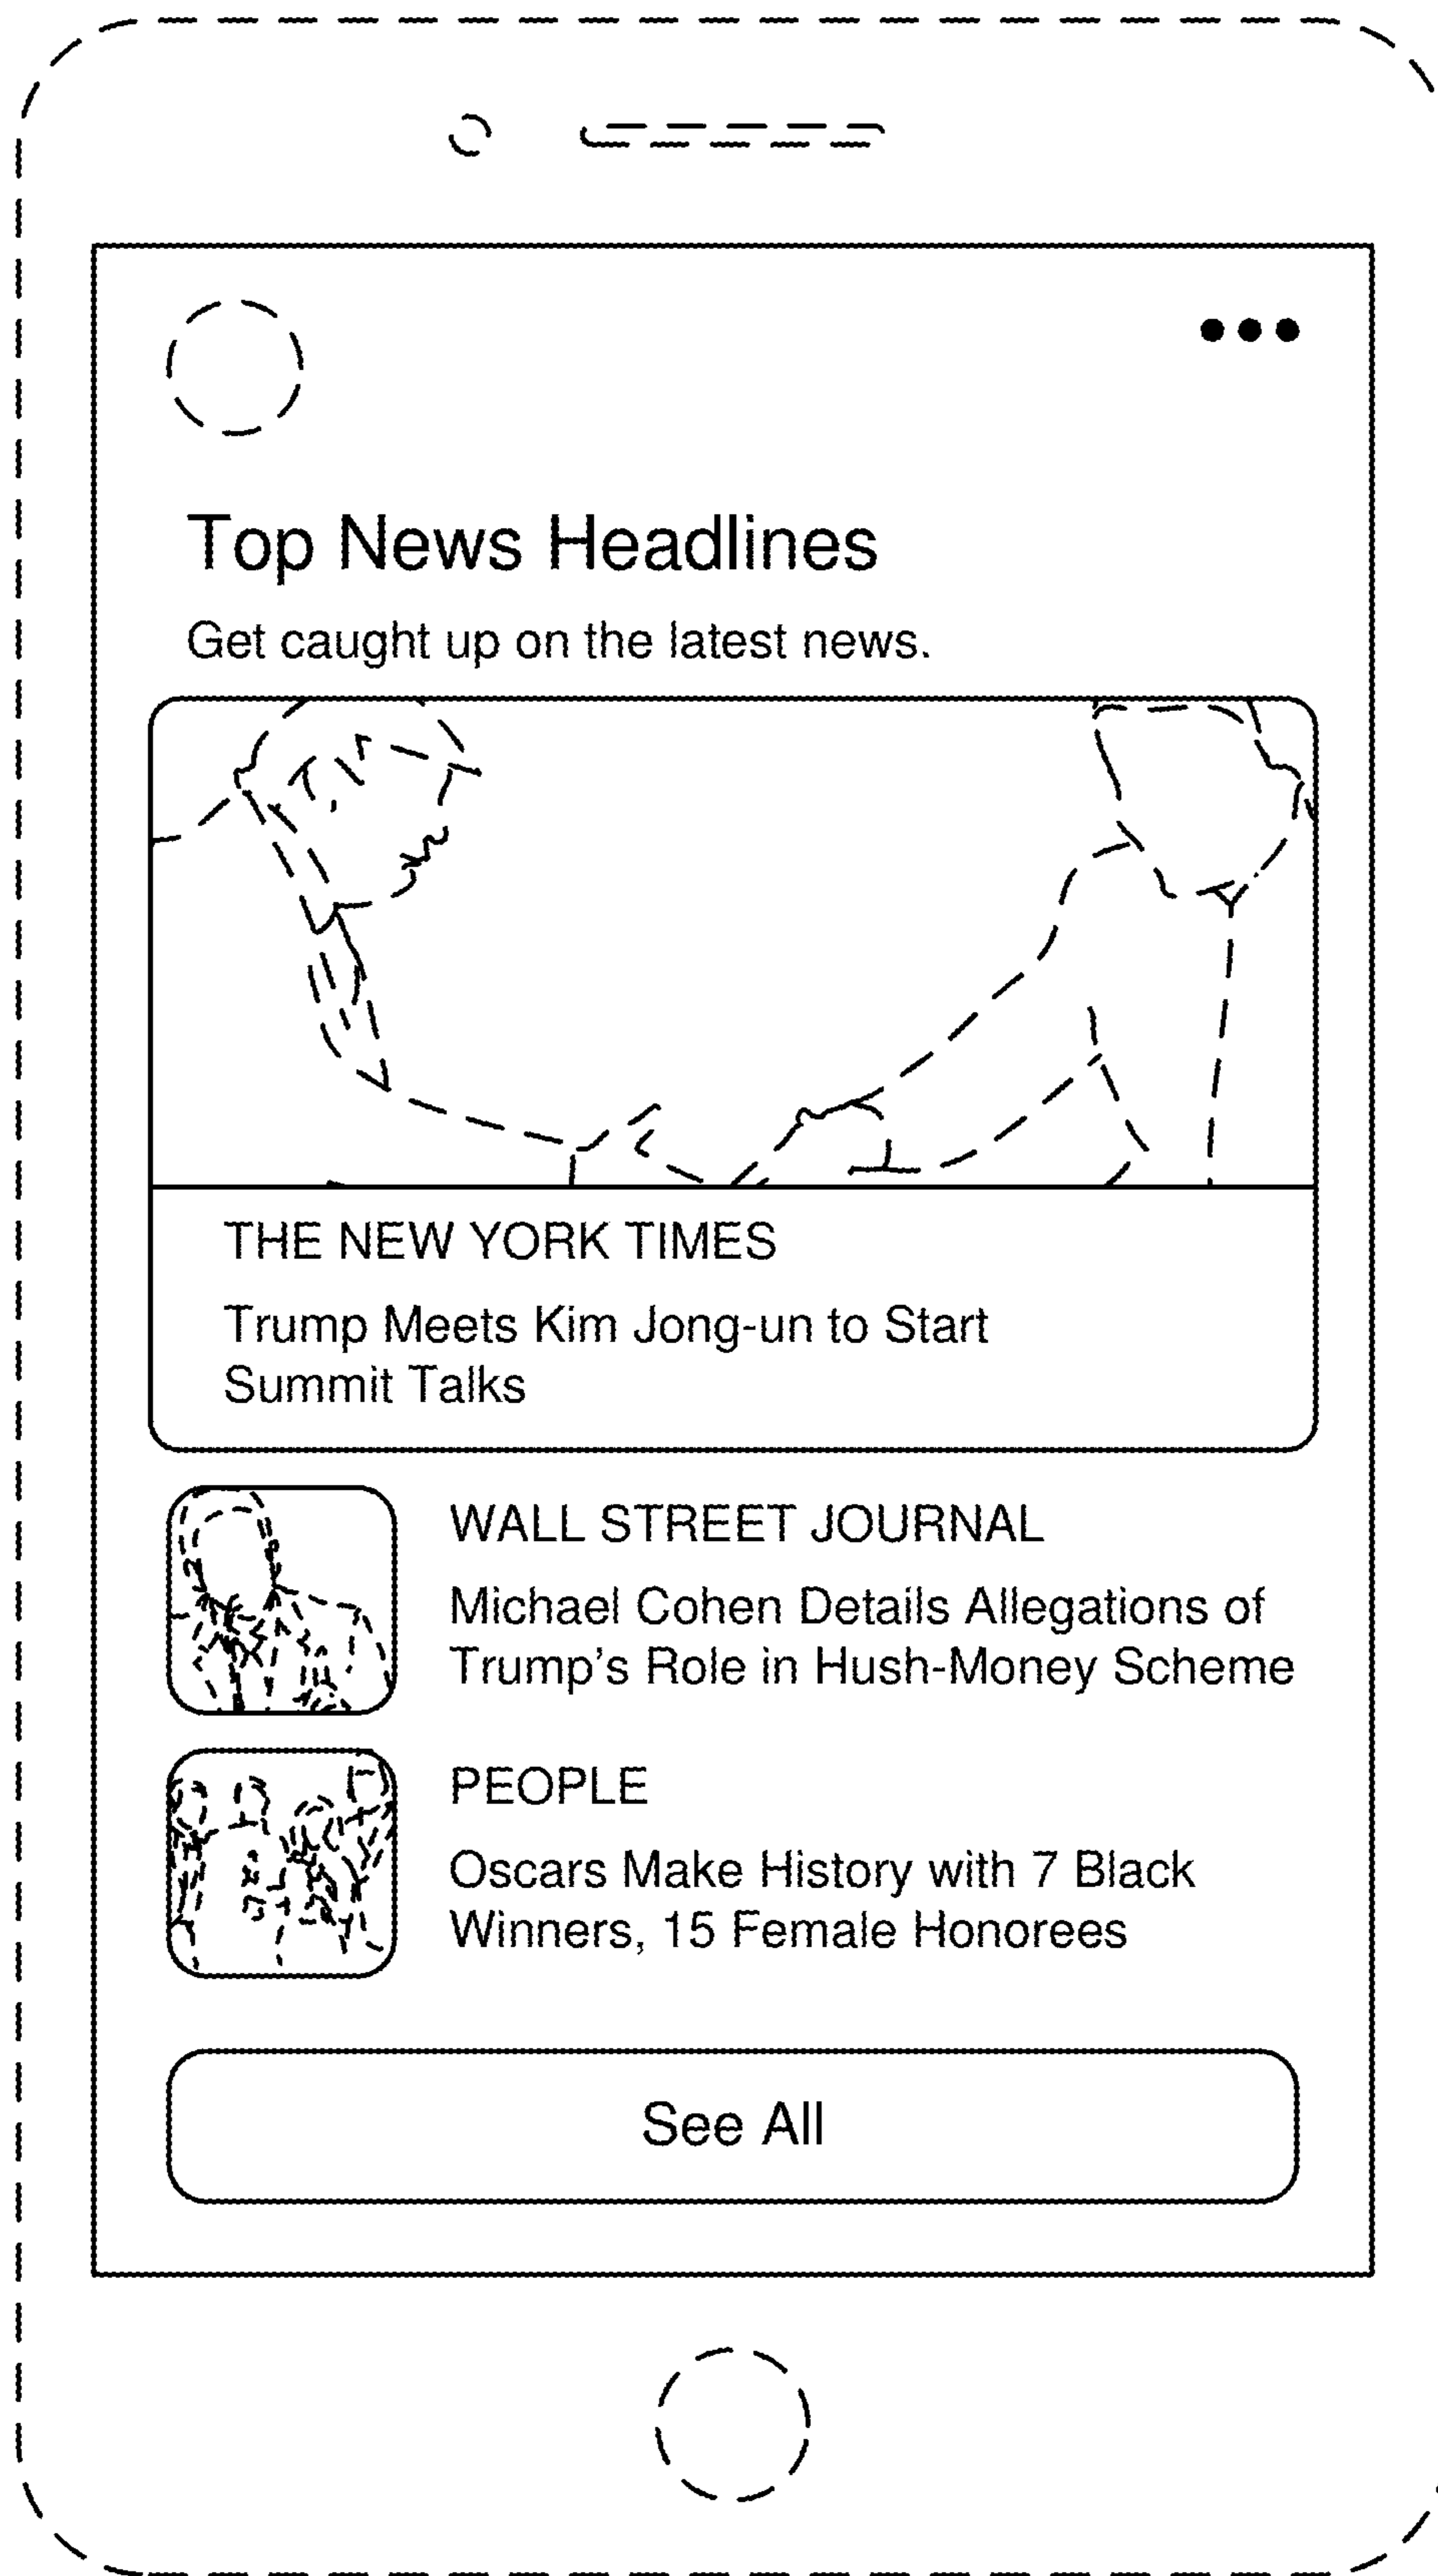 Top News Headlines
Get caught up on the latest news.
THE NEW YORK TIMES
Trump Meets Kim Jong-un to Start
Summit Talks
WALL STREET JOURNAL
Michael Cohen Details Allegations of
Trump's Role in Hush-Money Scheme
PEOPLE
Oscars Make History with 7 Black
Winners, 15 Female Honorees
See All